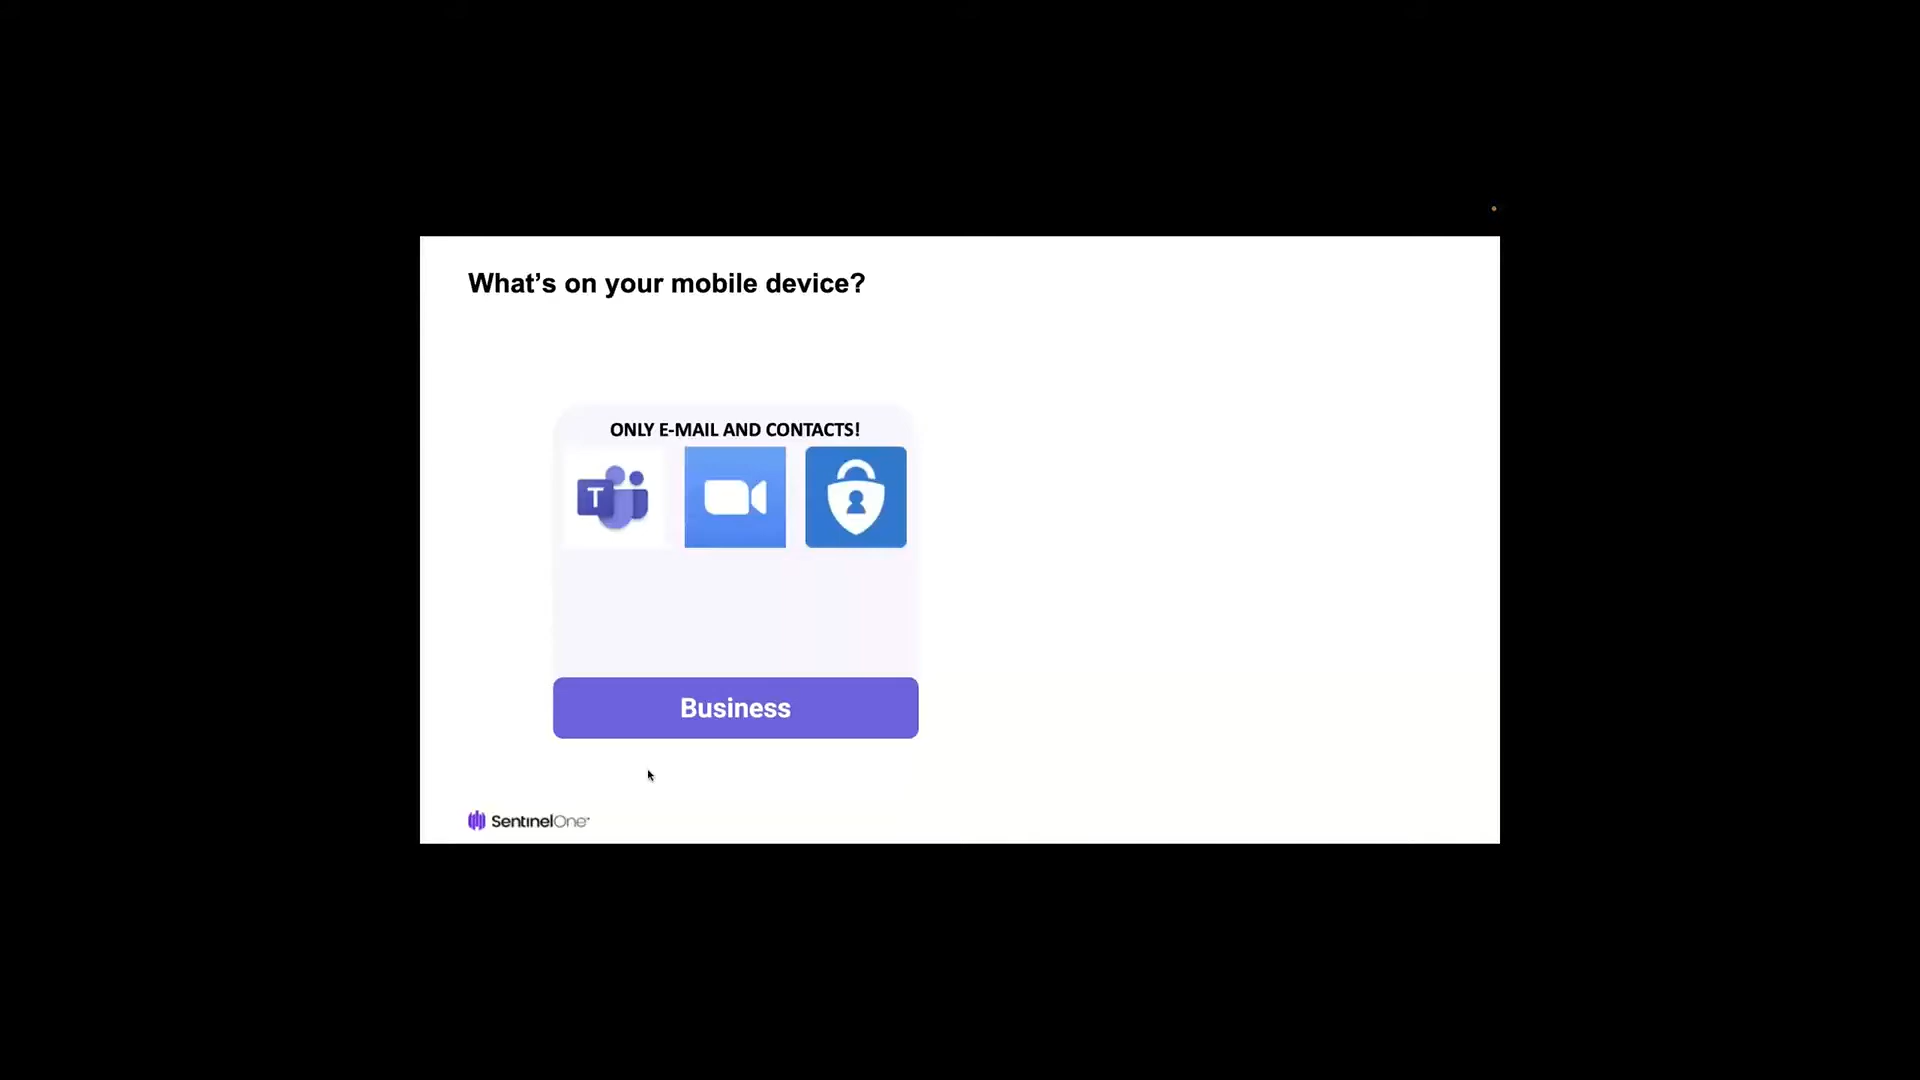 What’s on your mobile device?
ONLY E-MAIL AND CONTACTS!
T
Business
SentinelOne